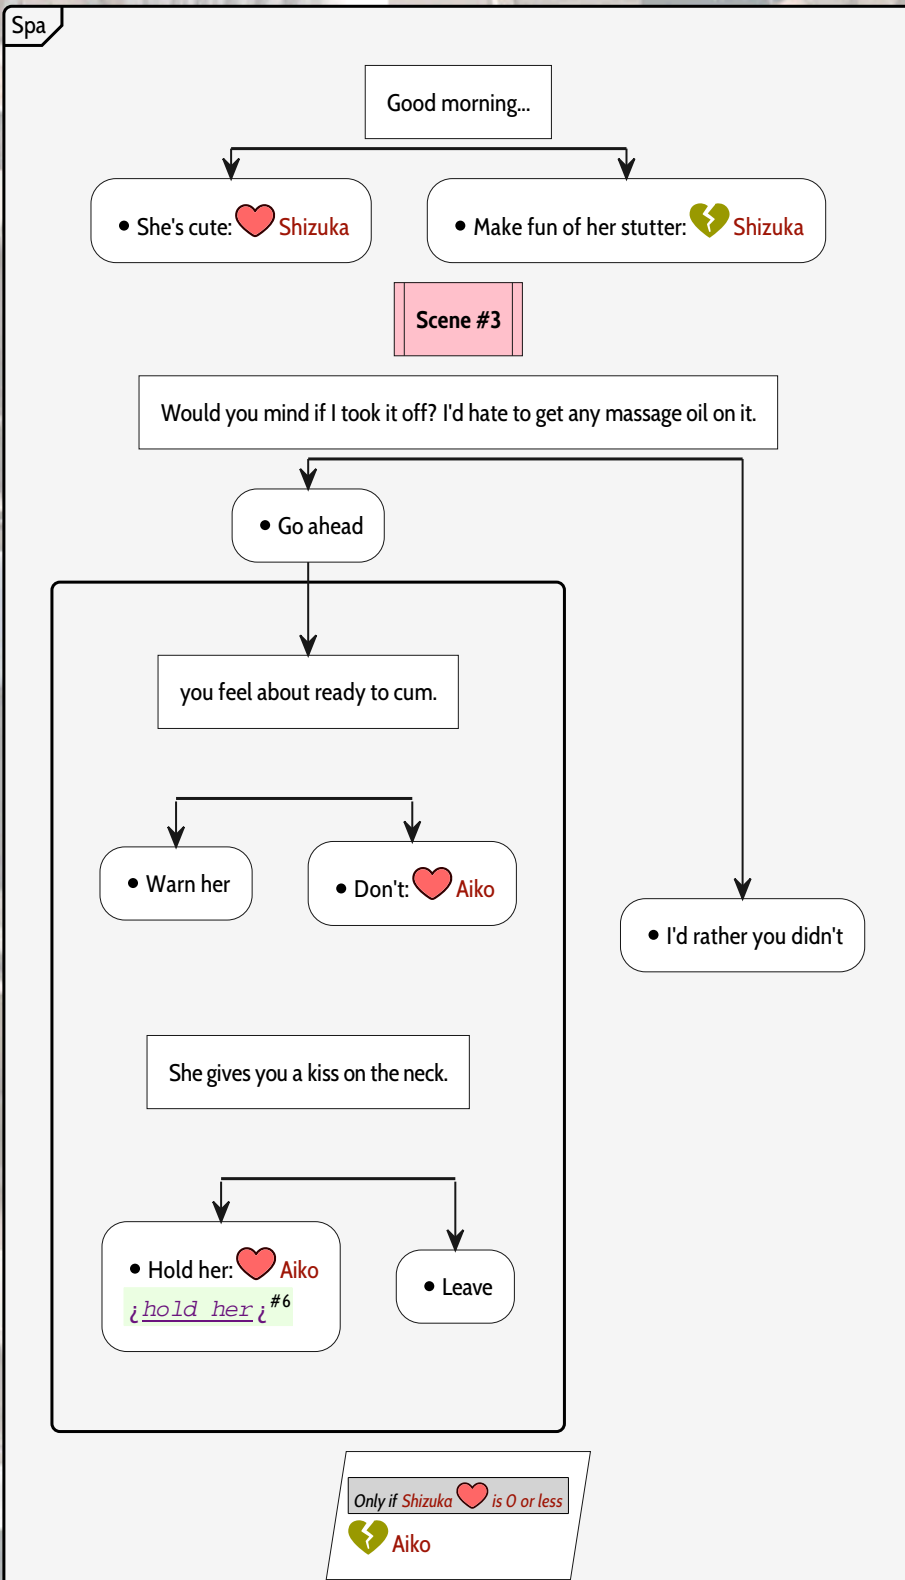 Spa
Good morning...
• She's cute: Shizuka
• Make fun of her stutter: Shizuka
Scene #3
Would you mind if I took it off? I'd hate to get any massage oil on it.
• Go ahead
you feel about ready to cum.
• Warn her
• Don't: Aiko
• I'd rather you didn't
She gives you a kiss on the neck.
• Hold her: Aiko
¿hold her¿#6
• Leave
Only if Shizuka is 0 or less
Aiko